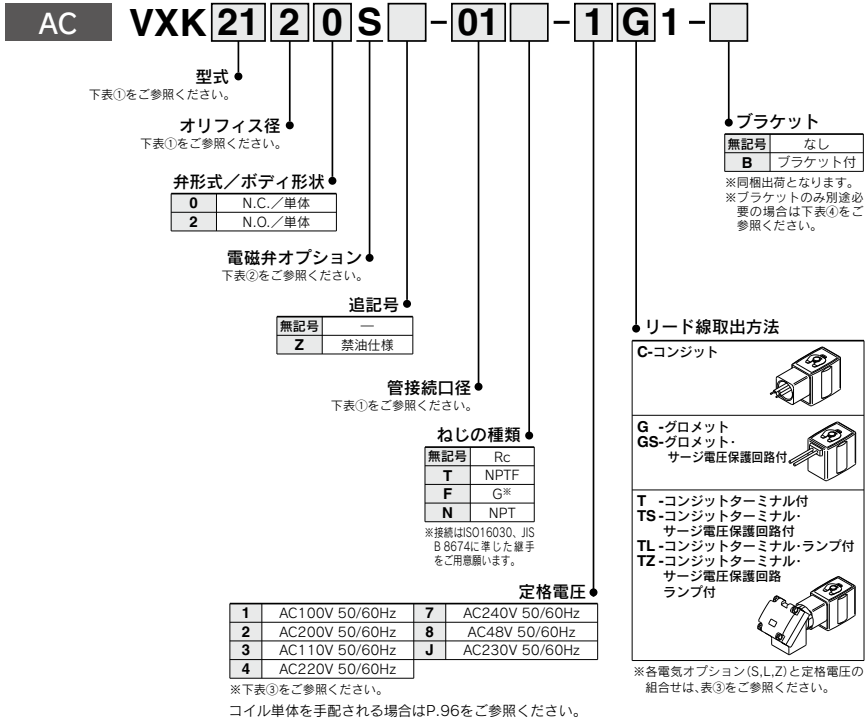 AC VXK 21 2 0 S - 01 - 1 G 1 -
型式
下表①をご参照ください。
オリフィス径
下表①をご参照ください。
弁形式／ボディ形状
0 N.C.／単体
2 N.O.／単体
電磁弁オプション
下表②をご参照ください。
追記号
無記号 —
Z 禁油仕様
管接続口径
下表①をご参照ください。
ねじの種類
無記号 Rc
T NPTF
F G※
N NPT
※接続はISO16030、JIS
B 8674に準じた継手
をご用意願います。
定格電圧
1 AC100V 50/60Hz 7 AC240V 50/60Hz
2 AC200V 50/60Hz 8 AC48V 50/60Hz
3 AC110V 50/60Hz J AC230V 50/60Hz
4 AC220V 50/60Hz
※下表③をご参照ください。
コイル単体を手配される場合はP.96をご参照ください。
ブラケット
無記号 なし
B ブラケット付
※同梱出荷となります。
※ブラケットのみ別途必
要の場合は下表④をご
参照ください。
リード線取出方法
C-コンジット
G -グロメット
GS-グロメット・
サージ電圧保護回路付
T -コンジットターミナル付
TS-コンジットターミナル・
サージ電圧保護回路付
TL-コンジットターミナル・ランプ付
TZ-コンジットターミナル・
サージ電圧保護回路
ランプ付
※各電気オプション(S,L,Z)と定格電圧の
組合せは、表③をご参照ください。